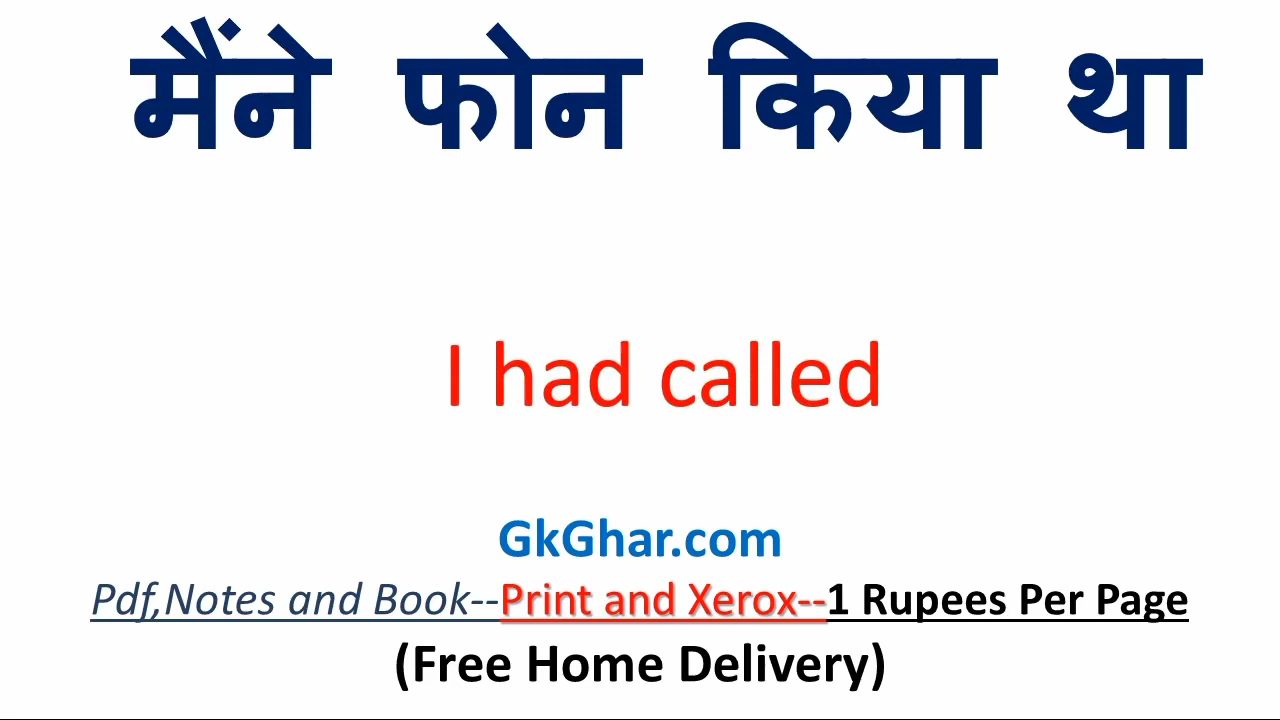 मैंने फोन किया था
I had called
GkGhar.com
Pdf,Notes and Book--Print and Xerox--1 Rupees Per Page
(Free Home Delivery)